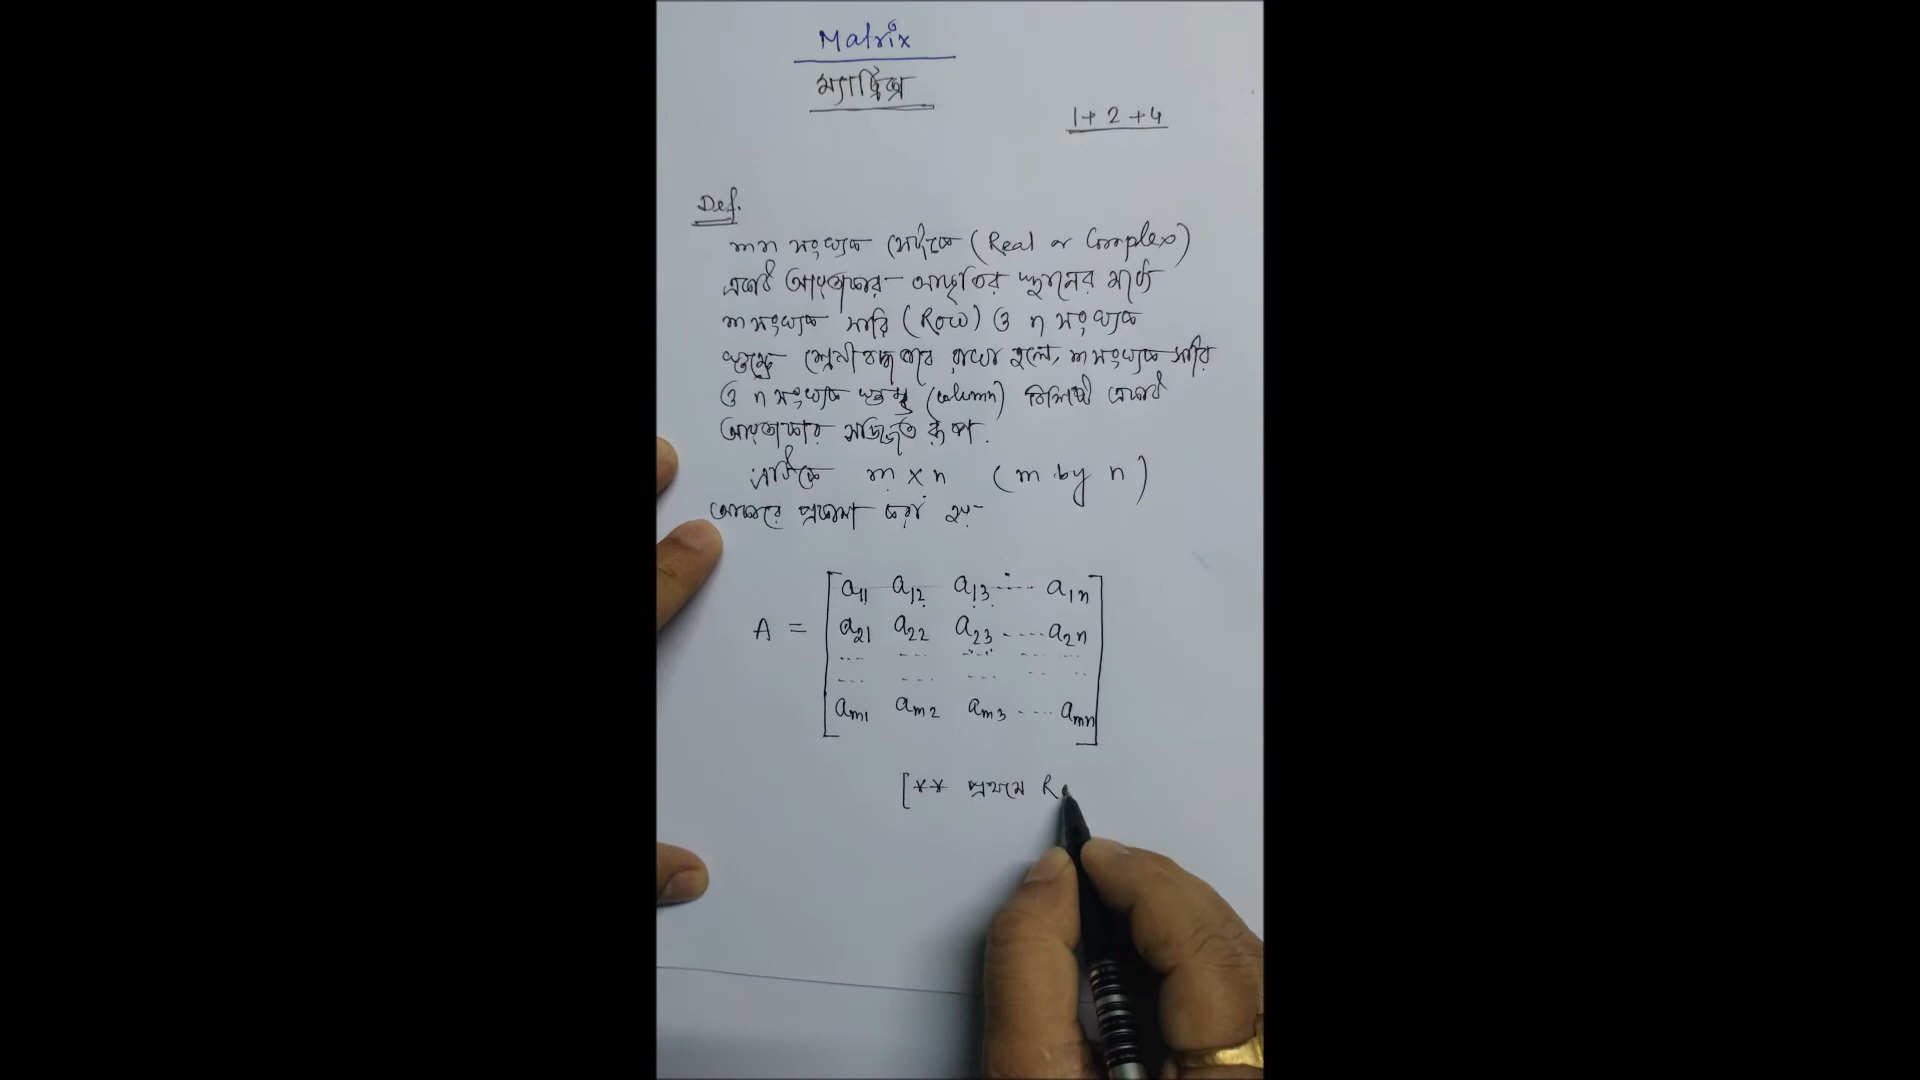 Matrix
ম্যাট্রিক্স
1+ 2 +4
Def.
mn সংখ্যক সেটকে (Real or Complex)
একটি আয়তাকার আকৃতির স্থানের মধ্যে
m সংখ্যক সারি (Row) ও n সংখ্যক
স্তম্ভে শ্রেণীবদ্ধভাবে রাখা হলে, m সংখ্যক সারি
ও n সংখ্যক স্তম্ভ (column) বিশিষ্ট একটি
আয়তাকার সজ্জিত রূপ.
এটিকে m × n (m by n)
আকারে প্রকাশ করা হয়
A = [ a11 a12 a13 ..... a1n
a21 a22 a23 ..... a2n
... ... ... ... ...
... ... ... ... ...
am1 am2 am3 ..... amn ]
[** প্রথমে R